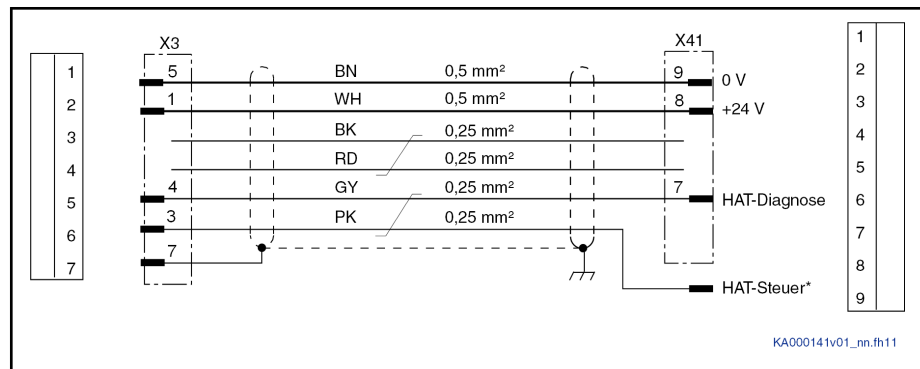 X3
X41
1
2
3
4
5
6
7
5 BN 0,5 mm² 9 0 V
1 WH 0,5 mm² 8 +24 V
BK 0,25 mm²
RD 0,25 mm²
4 GY 0,25 mm² 7 HAT-Diagnose
3 PK 0,25 mm²
7
HAT-Steuer*
1
2
3
4
5
6
7
8
9
KA000141v01_nn.fh11